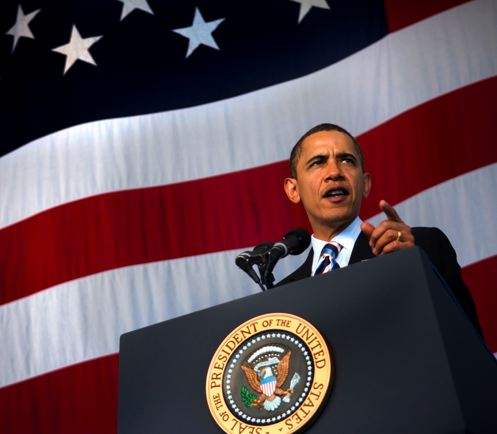 SEAL OF THE PRESIDENT OF THE UNITED STATES